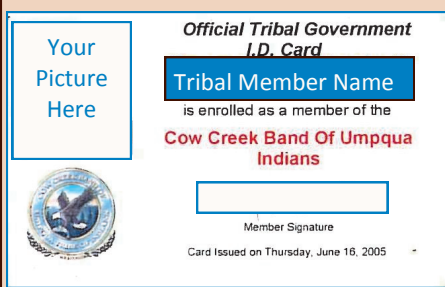 Your
Picture
Here
Official Tribal Government
I.D. Card
Tribal Member Name
is enrolled as a member of the
Cow Creek Band Of Umpqua
Indians
Member Signature
Card Issued on Thursday, June 16, 2005